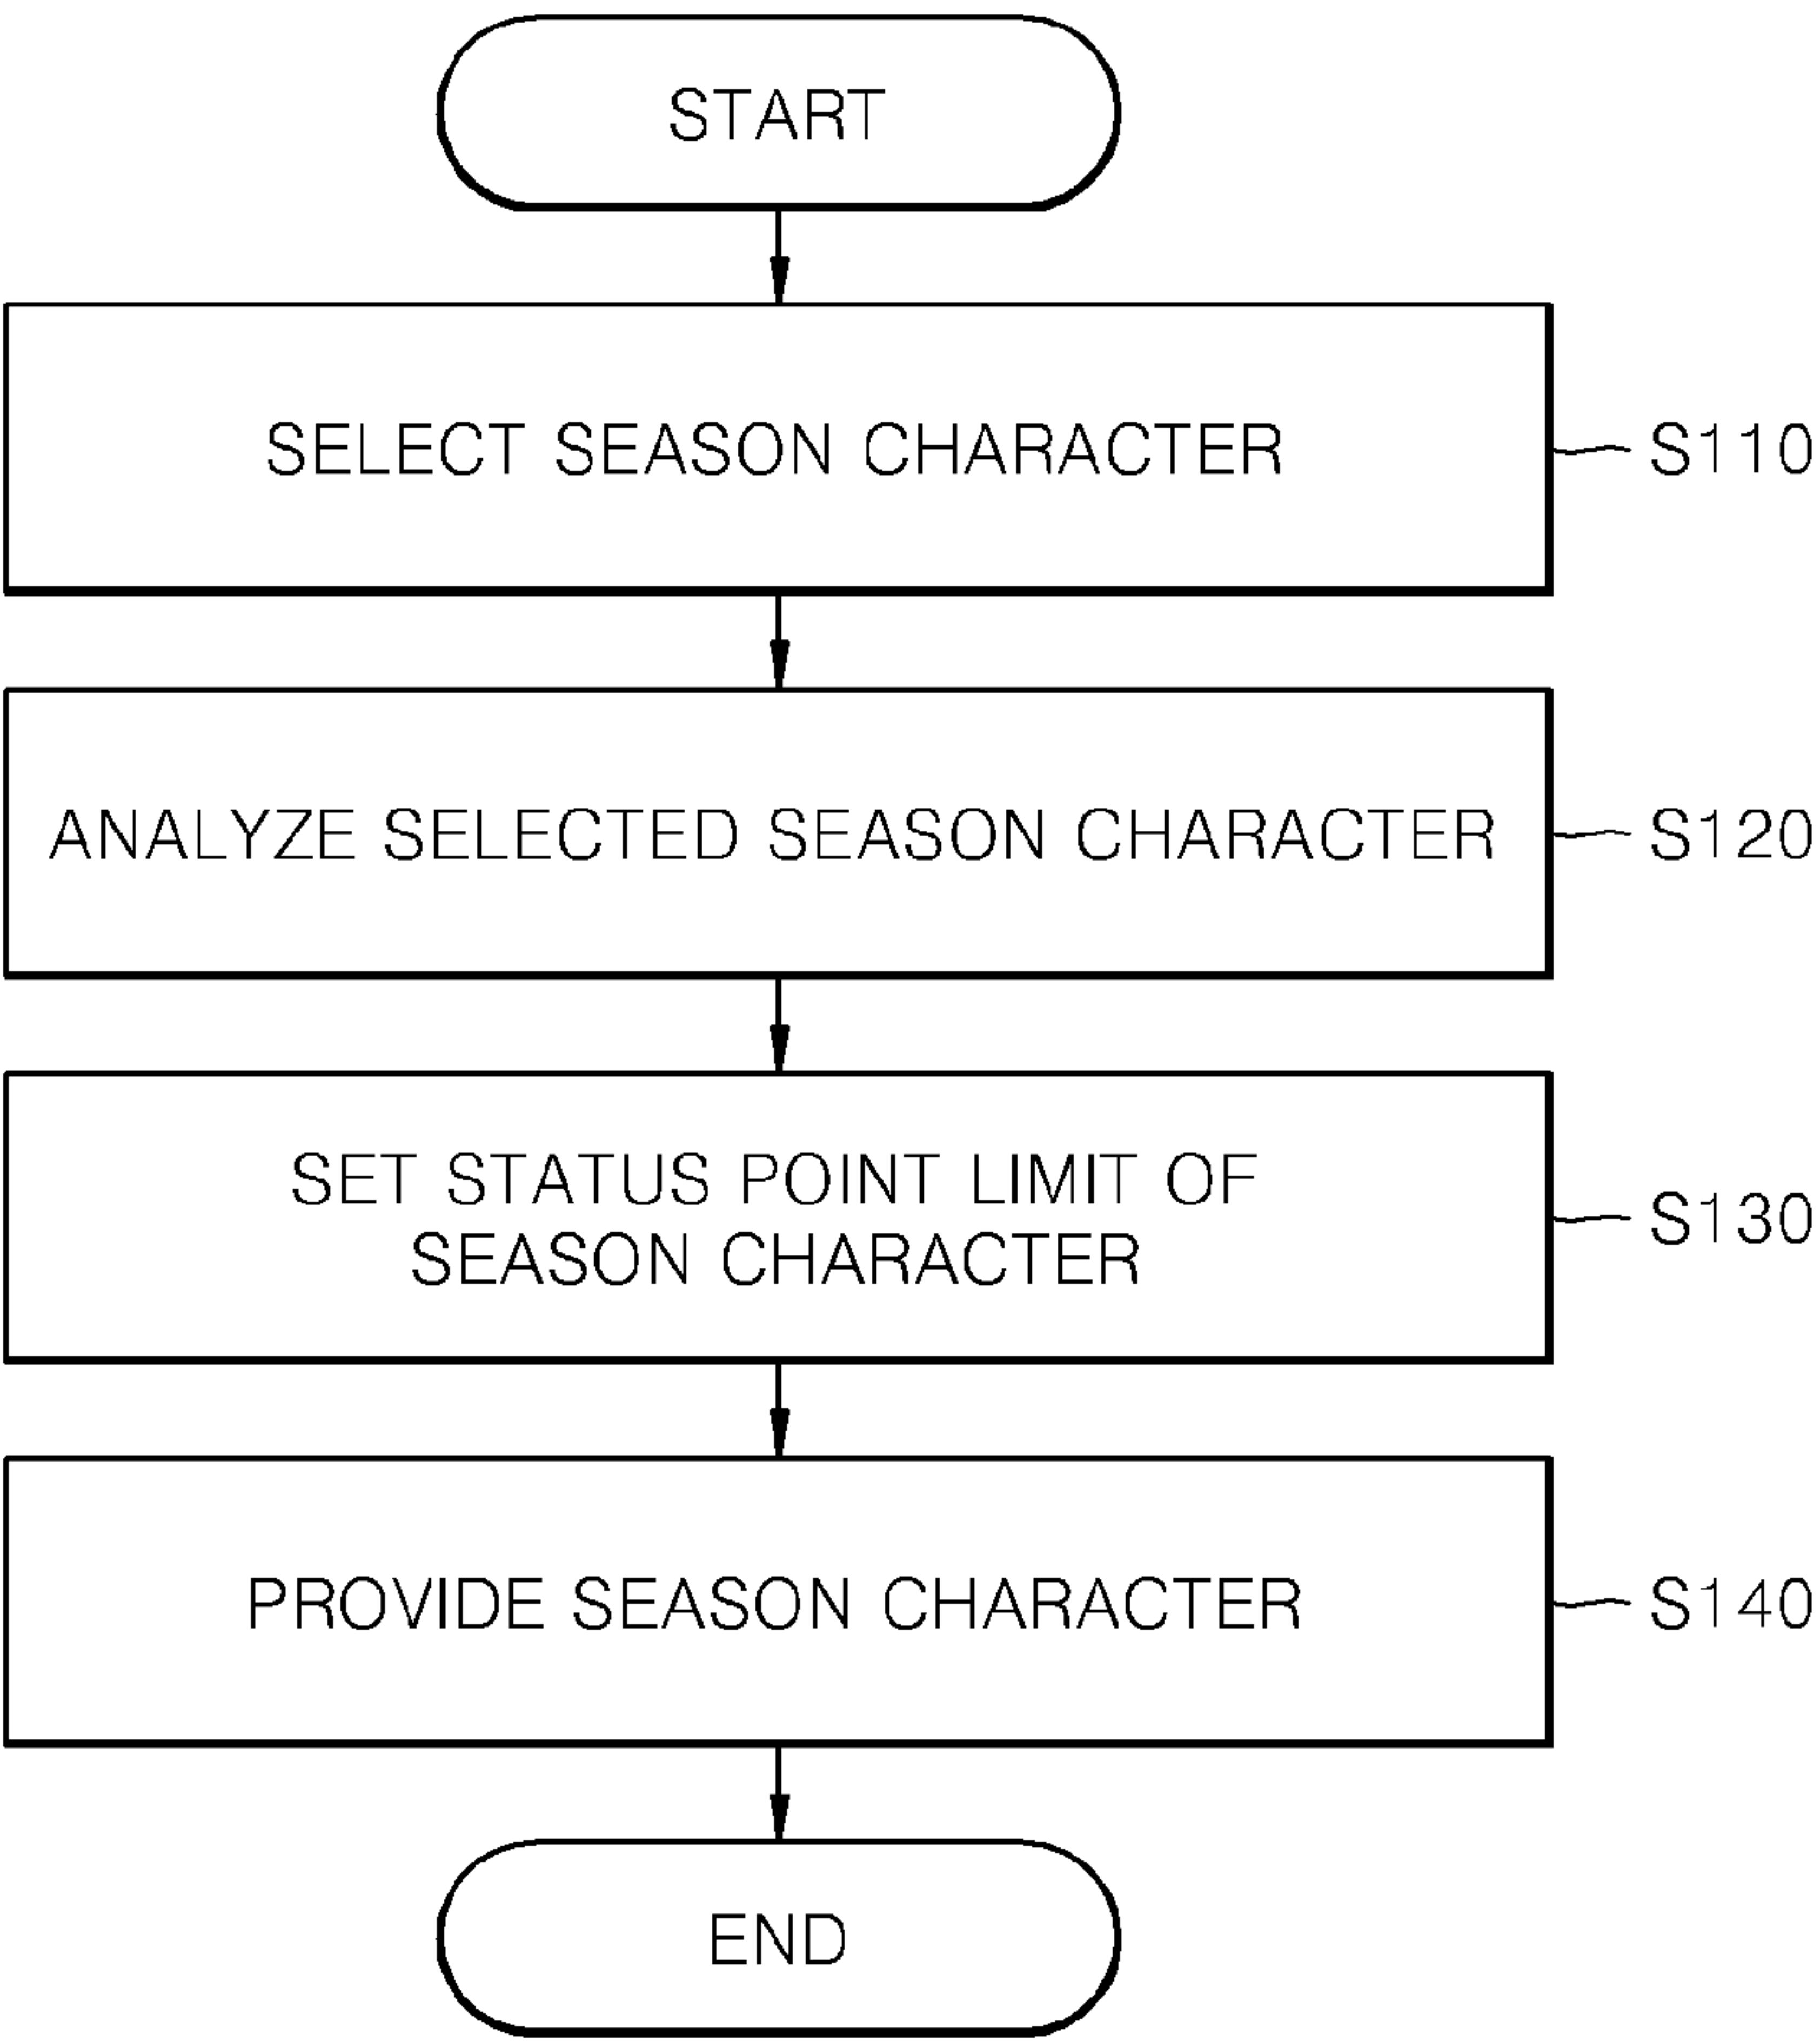 START
SELECT SEASON CHARACTER
S110
ANALYZE SELECTED SEASON CHARACTER
S120
SET STATUS POINT LIMIT OF
SEASON CHARACTER
S130
PROVIDE SEASON CHARACTER
S140
END